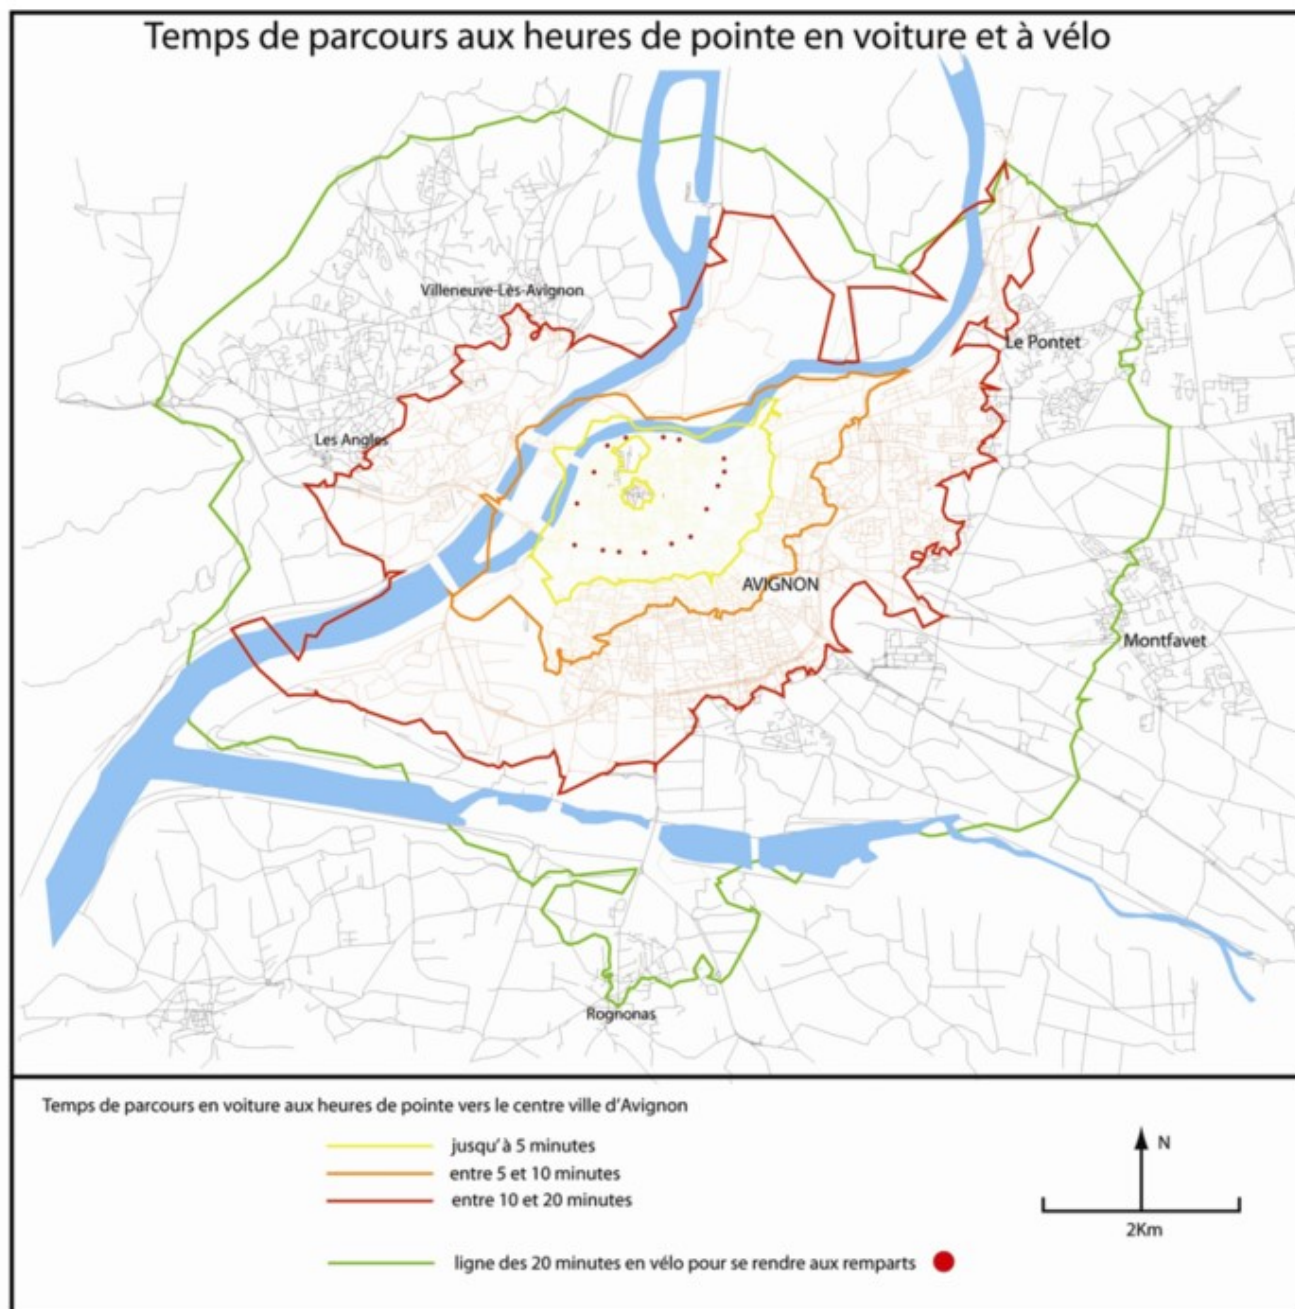 Temps de parcours aux heures de pointe en voiture et à vélo
Villeneuve-Lès-Avignon
Le Pontet
Les Angles
AVIGNON
Montfavet
Rognonas
Temps de parcours en voiture aux heures de pointe vers le centre ville d'Avignon
jusqu'à 5 minutes
entre 5 et 10 minutes
entre 10 et 20 minutes
N
2Km
ligne des 20 minutes en vélo pour se rendre aux remparts